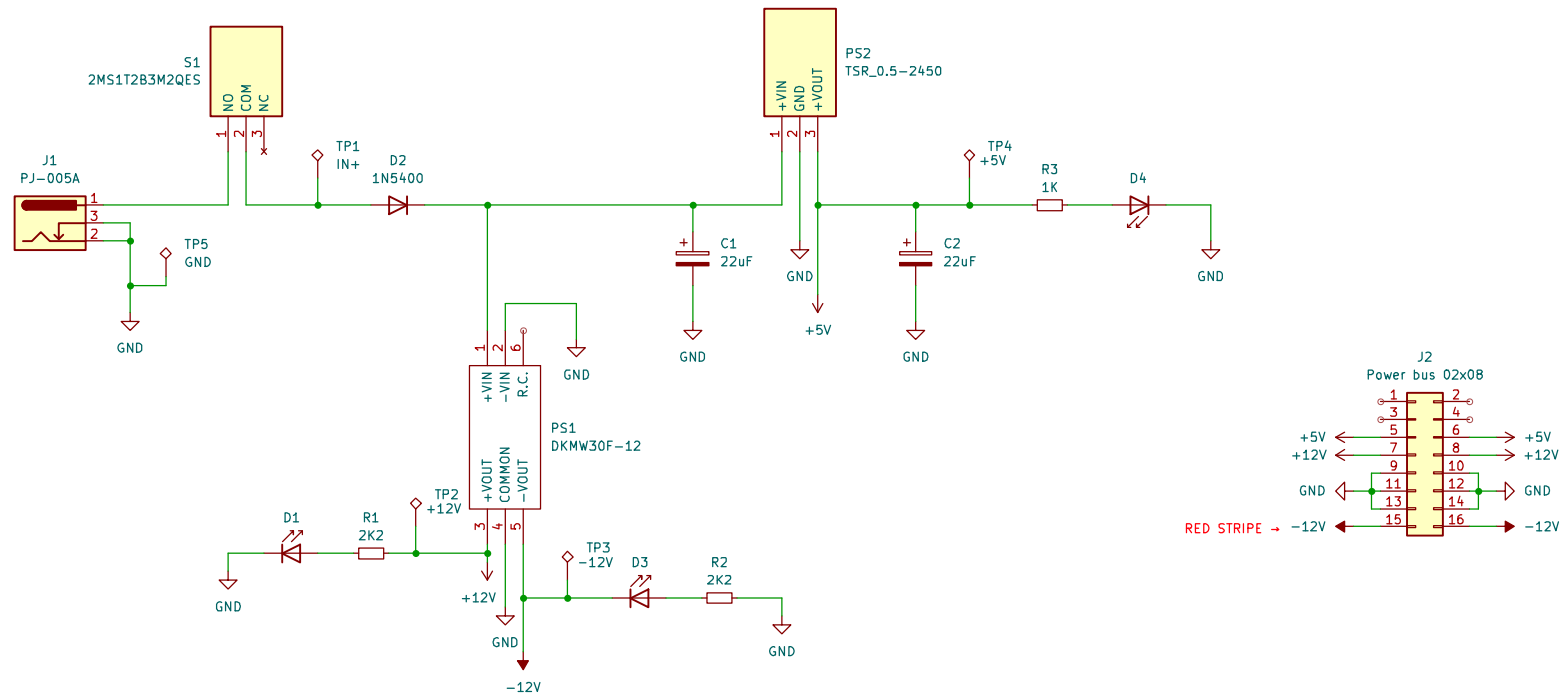 S1
2MS1T2B3M2QES
NO
COM
NC
1
2
3
J1
PJ-005A
1
3
2
TP5
GND
GND
TP1
IN+
D2
1N5400
PS2
TSR_0.5-2450
+VIN
GND
+VOUT
1
2
3
GND
+5V
C1
22uF
+
GND
C2
22uF
+
GND
TP4
+5V
R3
1K
D4
GND
1
2
6
GND
+VIN
-VIN
R.C.
PS1
DKMW30F-12
+VOUT
COMMON
-VOUT
3
4
5
TP2
+12V
D1
R1
2K2
GND
+12V
GND
TP3
-12V
D3
R2
2K2
GND
-12V
J2
Power bus 02x08
1 2
3 4
+5V 5 6 +5V
+12V 7 8 +12V
9 10
GND 11 12 GND
13 14
RED STRIPE → -12V 15 16 -12V